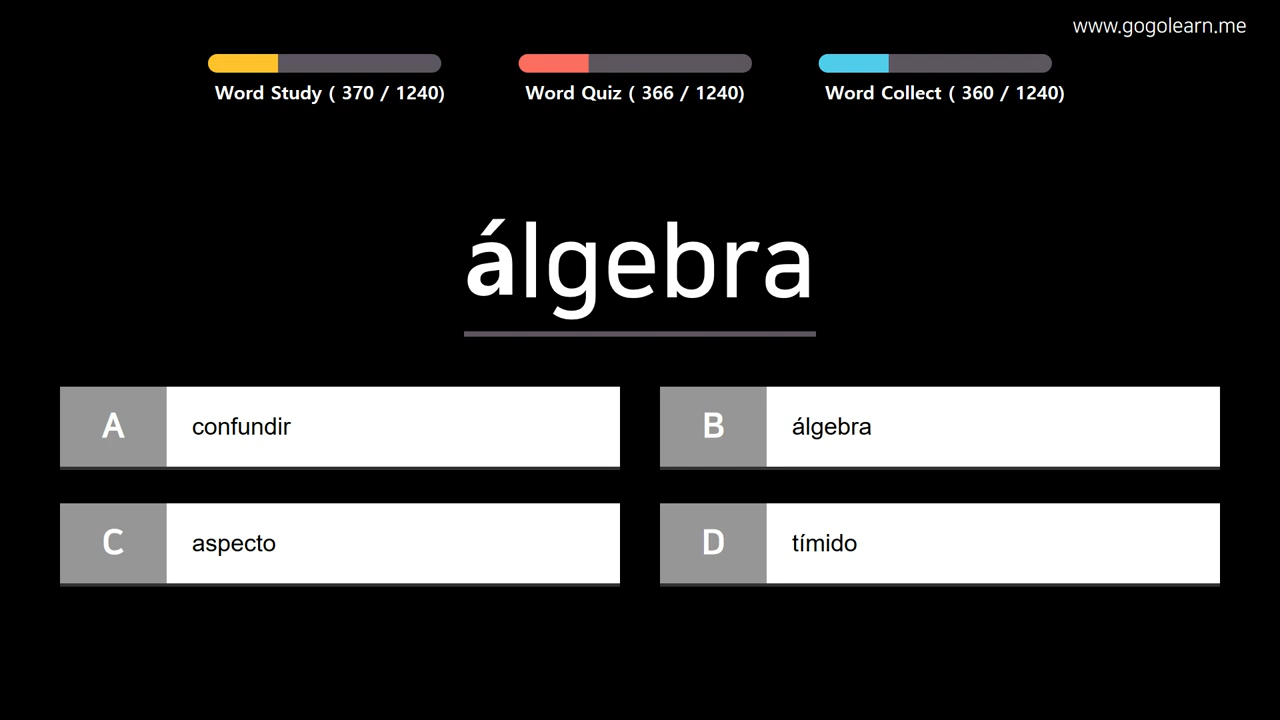 www.gogolearn.me
Word Study ( 370 / 1240)
Word Quiz ( 366 / 1240)
Word Collect ( 360 / 1240)
álgebra
A confundir
B álgebra
C aspecto
D tímido